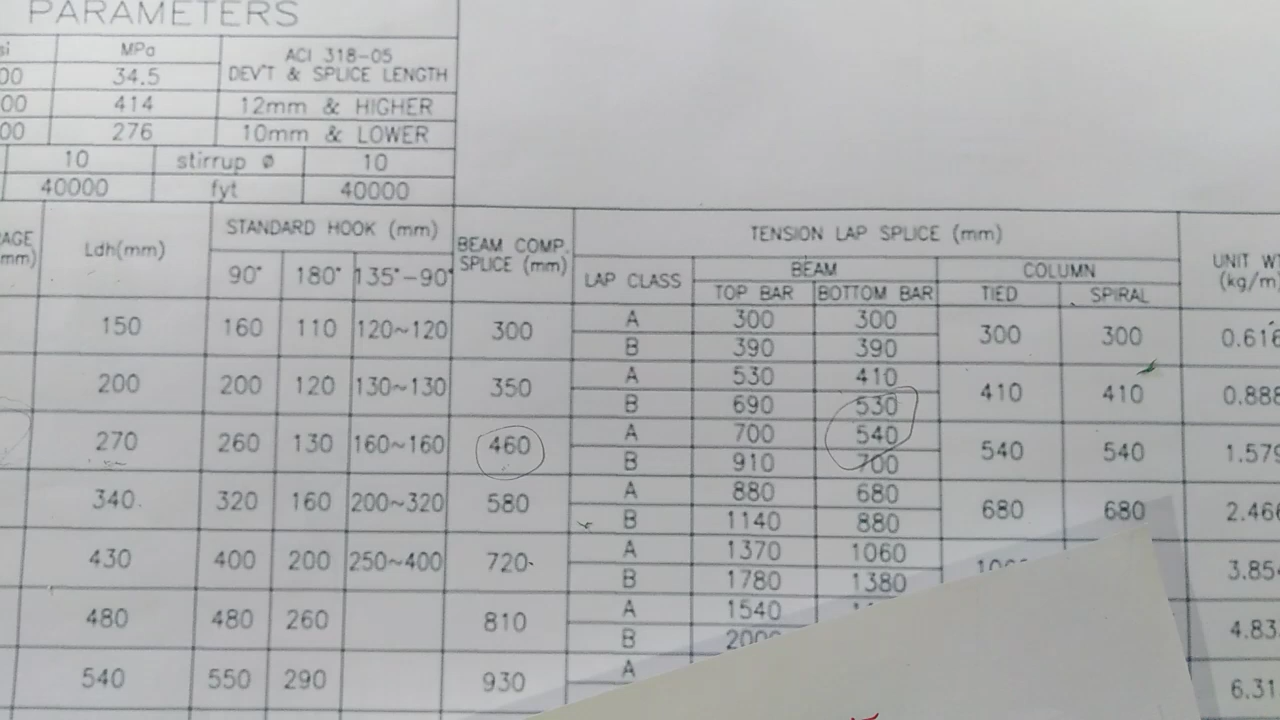 PARAMETERS
si MPa ACI 318-05
DEV'T & SPLICE LENGTH
00 34.5
00 414 12mm & HIGHER
00 276 10mm & LOWER
10 stirrup ø 10
40000 fyt 40000
AGE Ldh(mm) STANDARD HOOK (mm) BEAM COMP. TENSION LAP SPLICE (mm) UNIT W
mm) SPLICE (mm) (kg/m
90° 180° 135°-90° LAP CLASS BEAM COLUMN
TOP BAR BOTTOM BAR TIED SPIRAL
150 160 110 120~120 300 A 300 300 300 300 0.616
B 390 390
200 200 120 130~130 350 A 530 410 410 410 0.888
B 690 530
270 260 130 160~160 460 A 700 540 540 540 1.579
B 910 700
340 320 160 200~320 580 A 880 680 680 680 2.466
B 1140 880
430 400 200 250~400 720 A 1370 1060 3.85
B 1780 1380
480 480 260 810 A 1540 4.83
B 2000
540 550 290 930 A 6.31